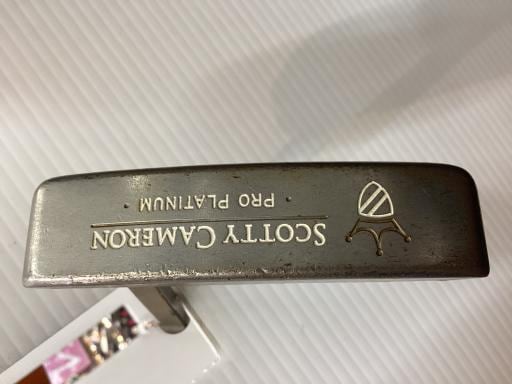 SCOTTY CAMERON
· PRO PLATINUM ·